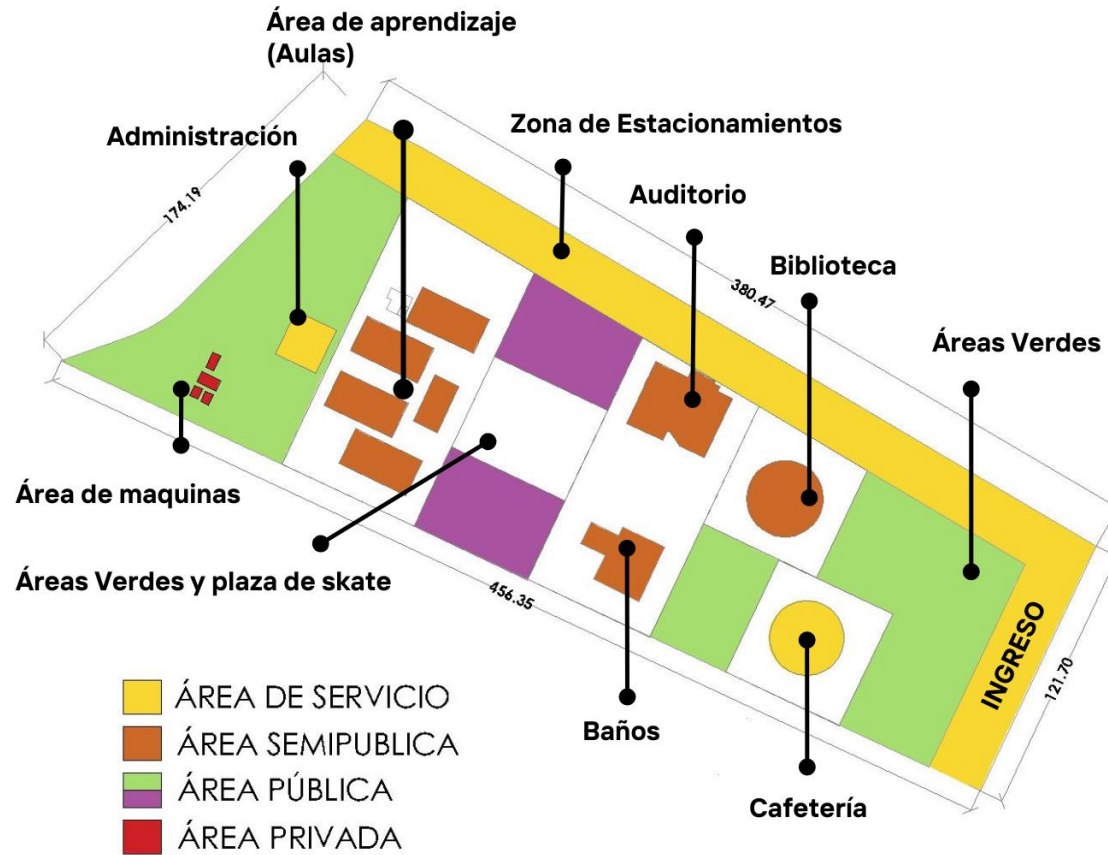 Área de aprendizaje
(Aulas)
Administración
Zona de Estacionamientos
Auditorio
Biblioteca
Áreas Verdes
174.19
380.47
Área de maquinas
Áreas Verdes y plaza de skate
456.35
INGRESO
121.70
Baños
Cafetería
ÁREA DE SERVICIO
ÁREA SEMIPUBLICA
ÁREA PÚBLICA
ÁREA PRIVADA